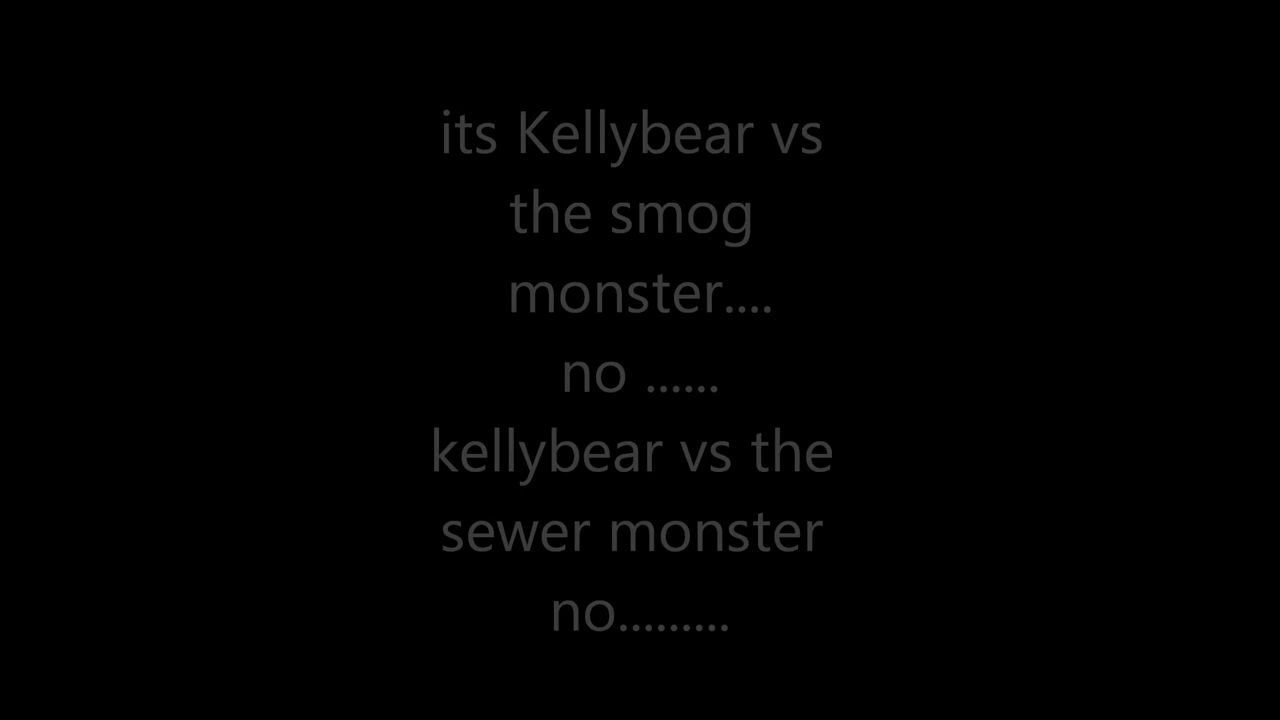 its Kellybear vs
the smog
monster....
no ......
kellybear vs the
sewer monster
no.........